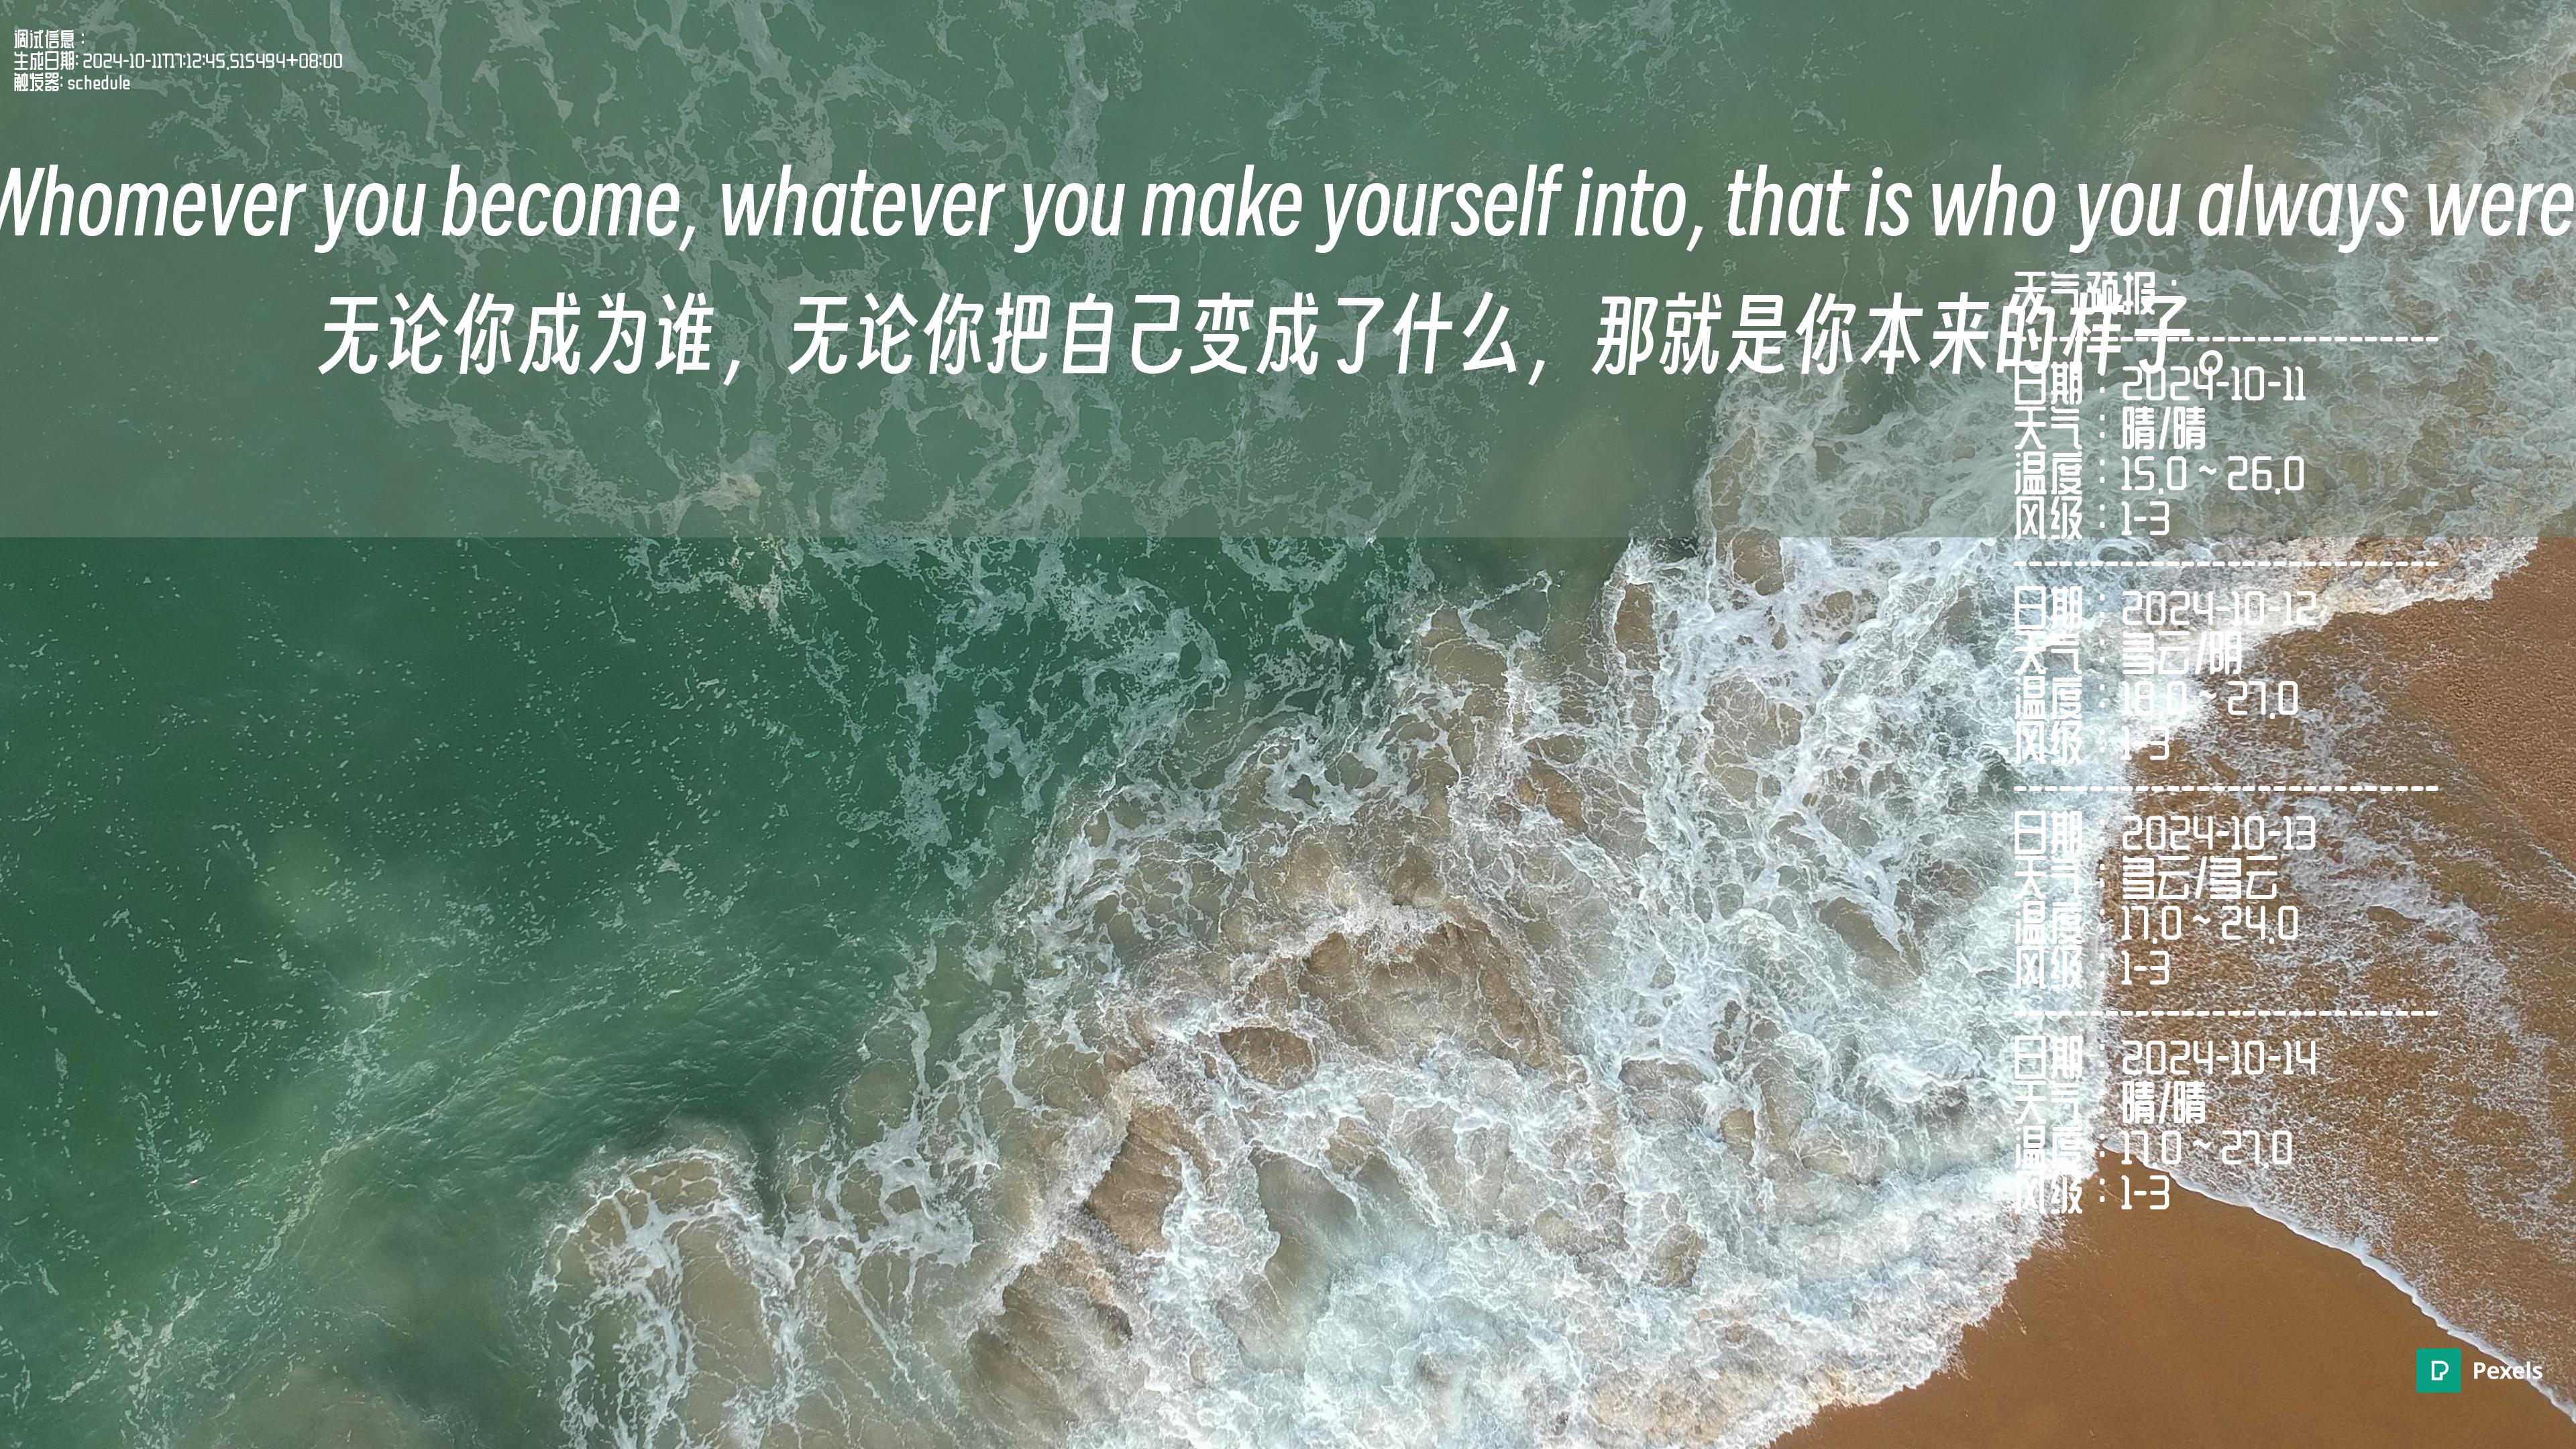 调试信息：
生成日期: 2024-10-11T17:12:45.515494+08:00
触发器: schedule
Whomever you become, whatever you make yourself into, that is who you always were
无论你成为谁，无论你把自己变成了什么，那就是你本来的样子。
天气预报：
------------------------------
日期：2024-10-11
天气：晴/晴
温度：15.0 ~ 26.0
风级：1-3
------------------------------
日期：2024-10-12
天气：多云/阴
温度：18.0 ~ 27.0
风级：1-3
------------------------------
日期：2024-10-13
天气：多云/多云
温度：17.0 ~ 24.0
风级：1-3
------------------------------
日期：2024-10-14
天气：晴/晴
温度：17.0 ~ 27.0
风级：1-3
Pexels